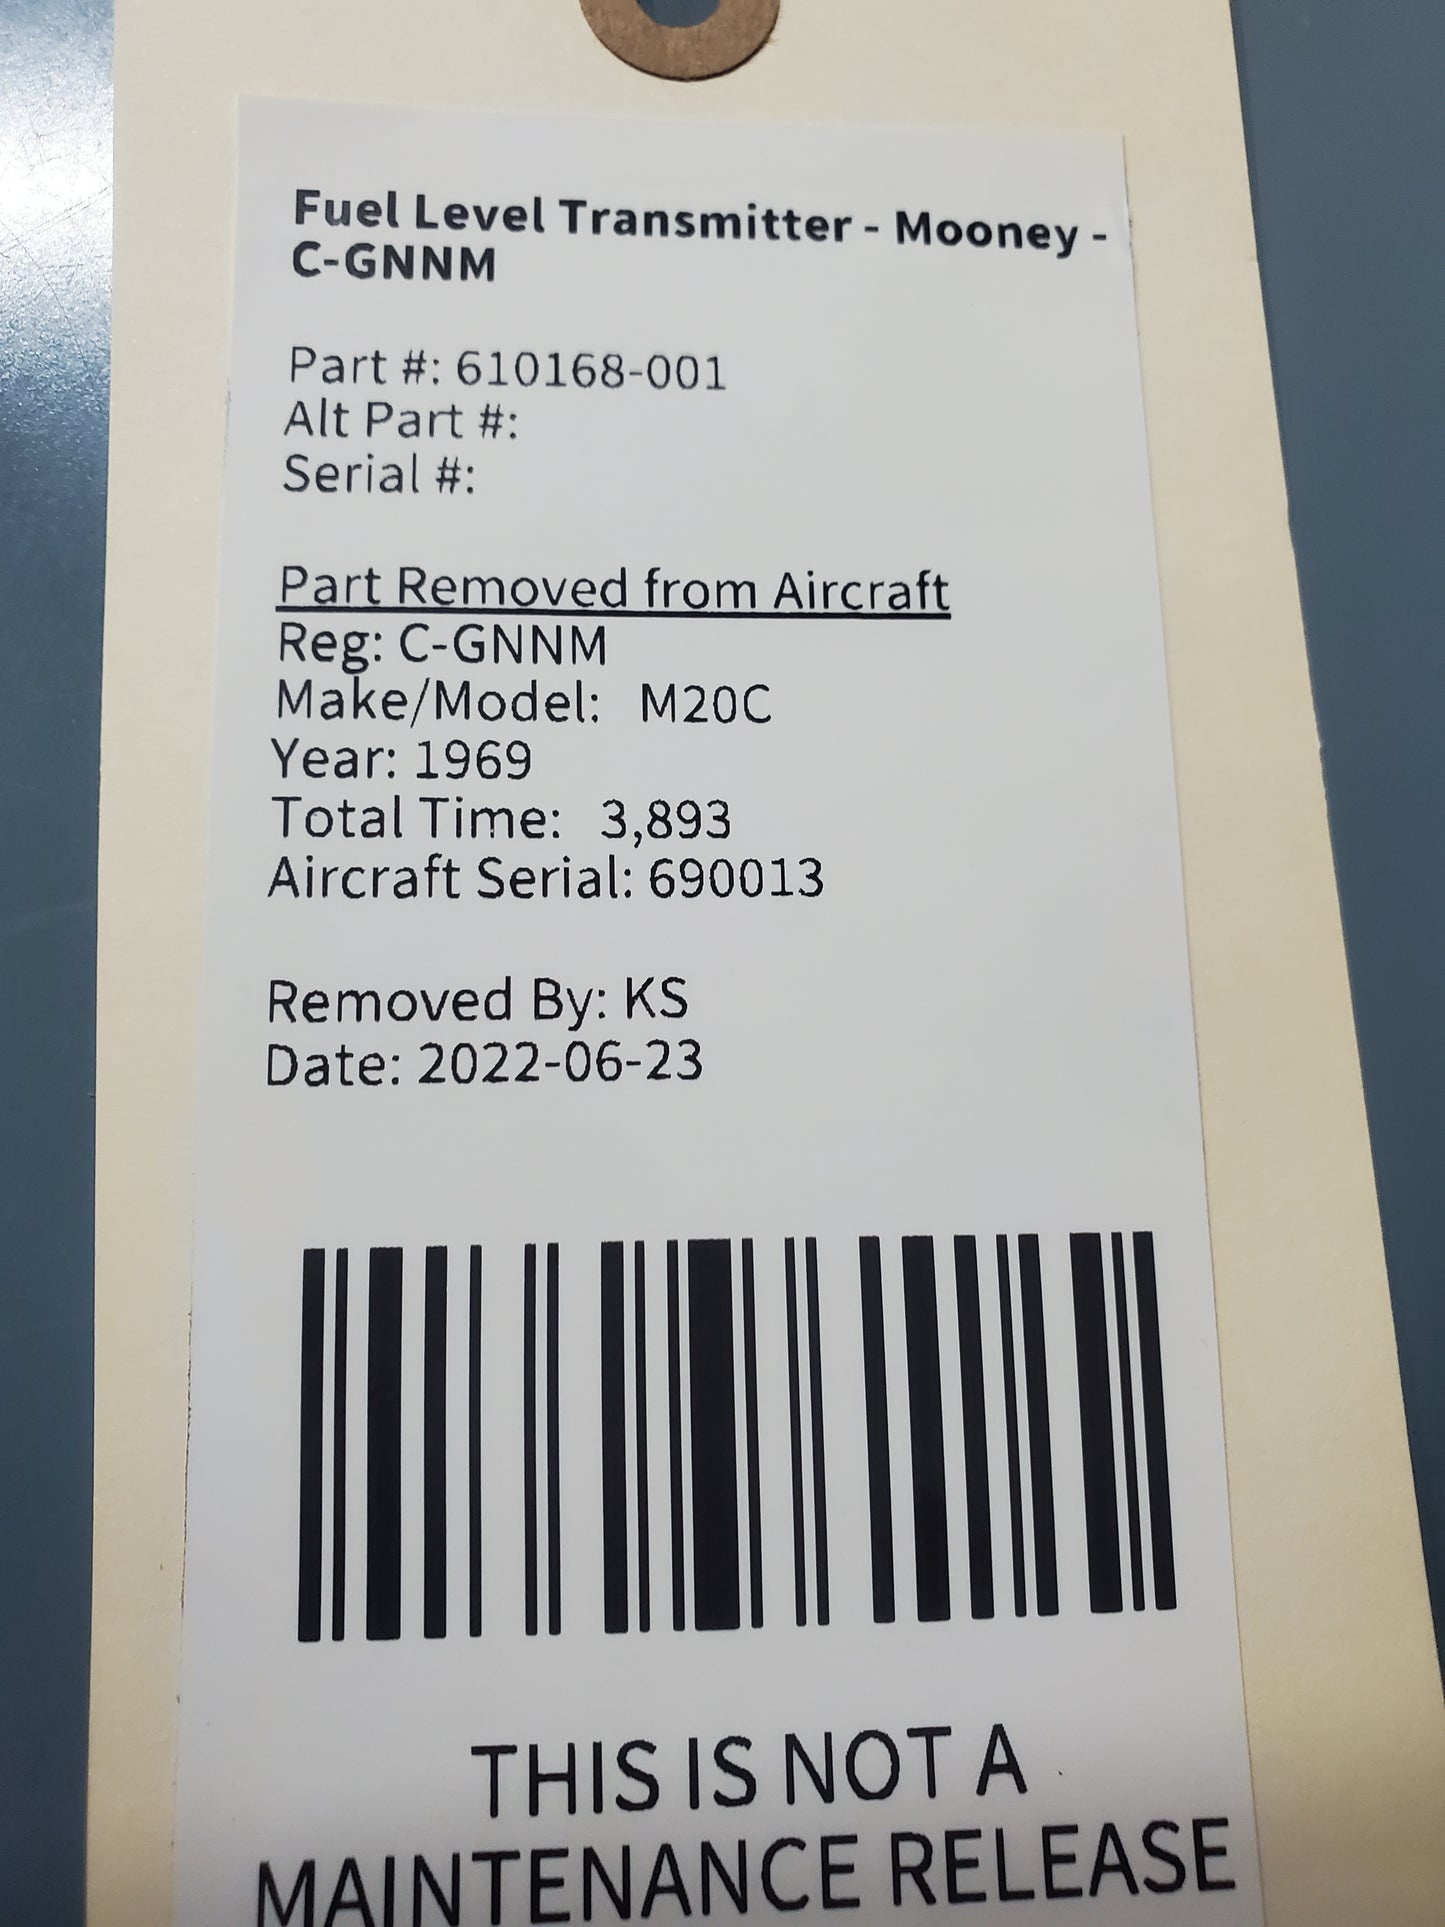 Fuel Level Transmitter - Mooney -
C-GNNM
Part #: 610168-001
Alt Part #:
Serial #:
Part Removed from Aircraft
Reg: C-GNNM
Make/Model: M20C
Year: 1969
Total Time: 3,893
Aircraft Serial: 690013
Removed By: KS
Date: 2022-06-23
THIS IS NOT A
MAINTENANCE RELEASE